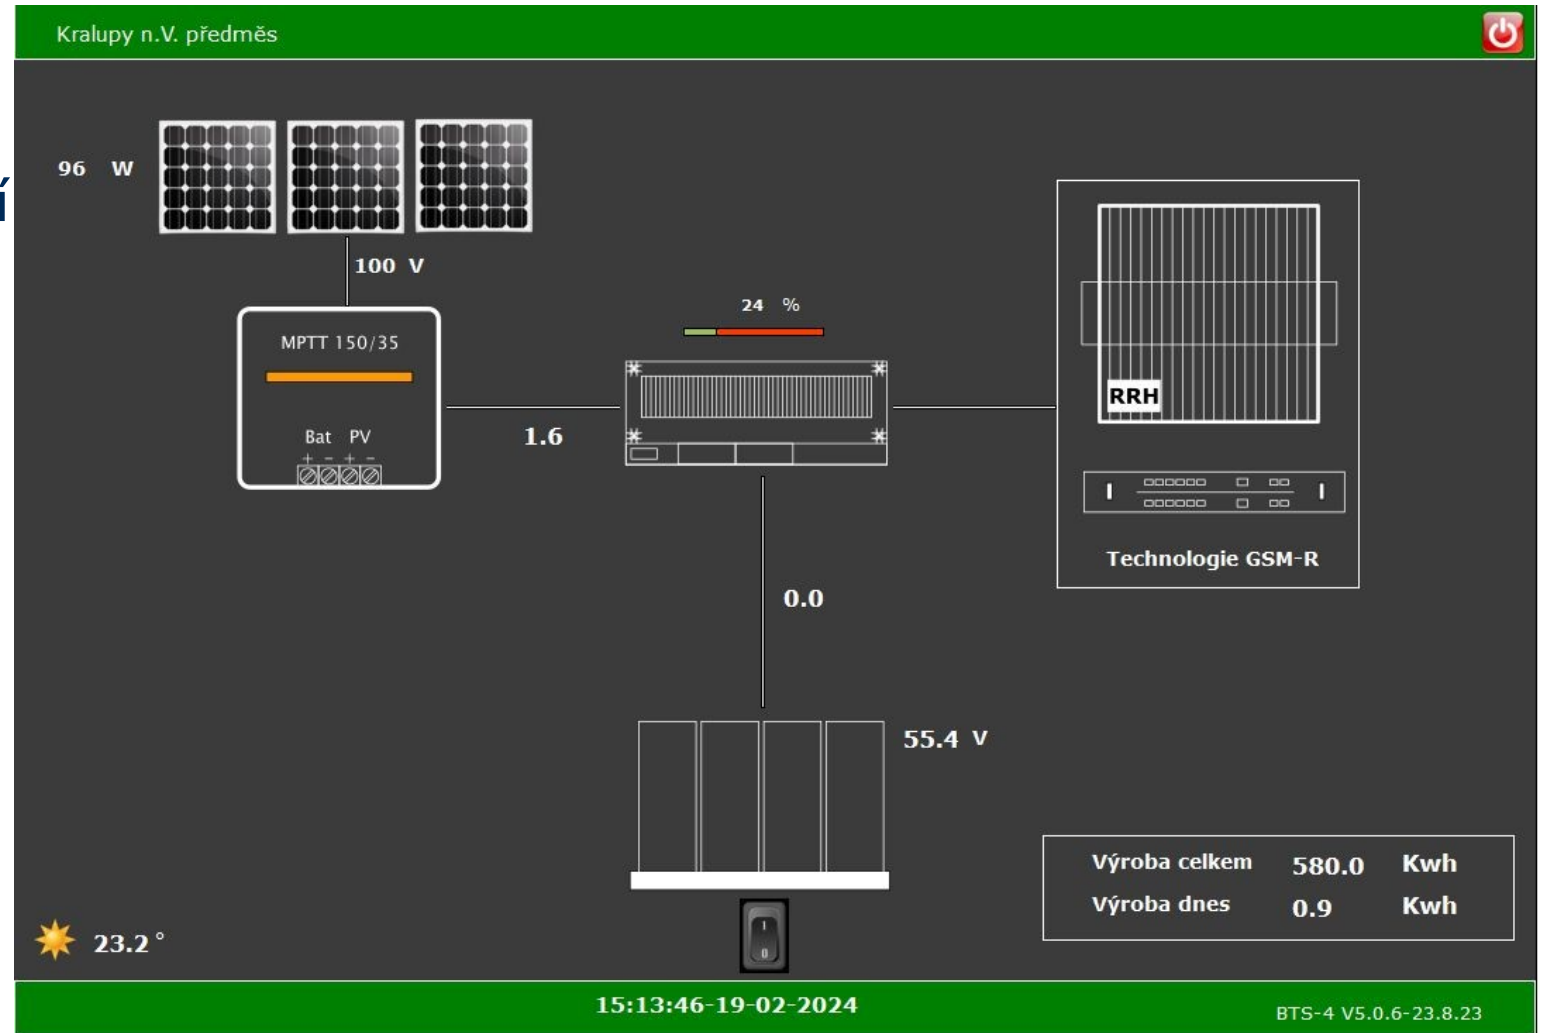 Kralupy n.V. předměs
96 W
í
100 V
24 %
MPTT 150/35
Bat PV
+ - + -
1.6
RRH
Technologie GSM-R
0.0
55.4 V
Výroba celkem 580.0 Kwh
Výroba dnes 0.9 Kwh
23.2°
I
0
15:13:46-19-02-2024
BTS-4 V5.0.6-23.8.23